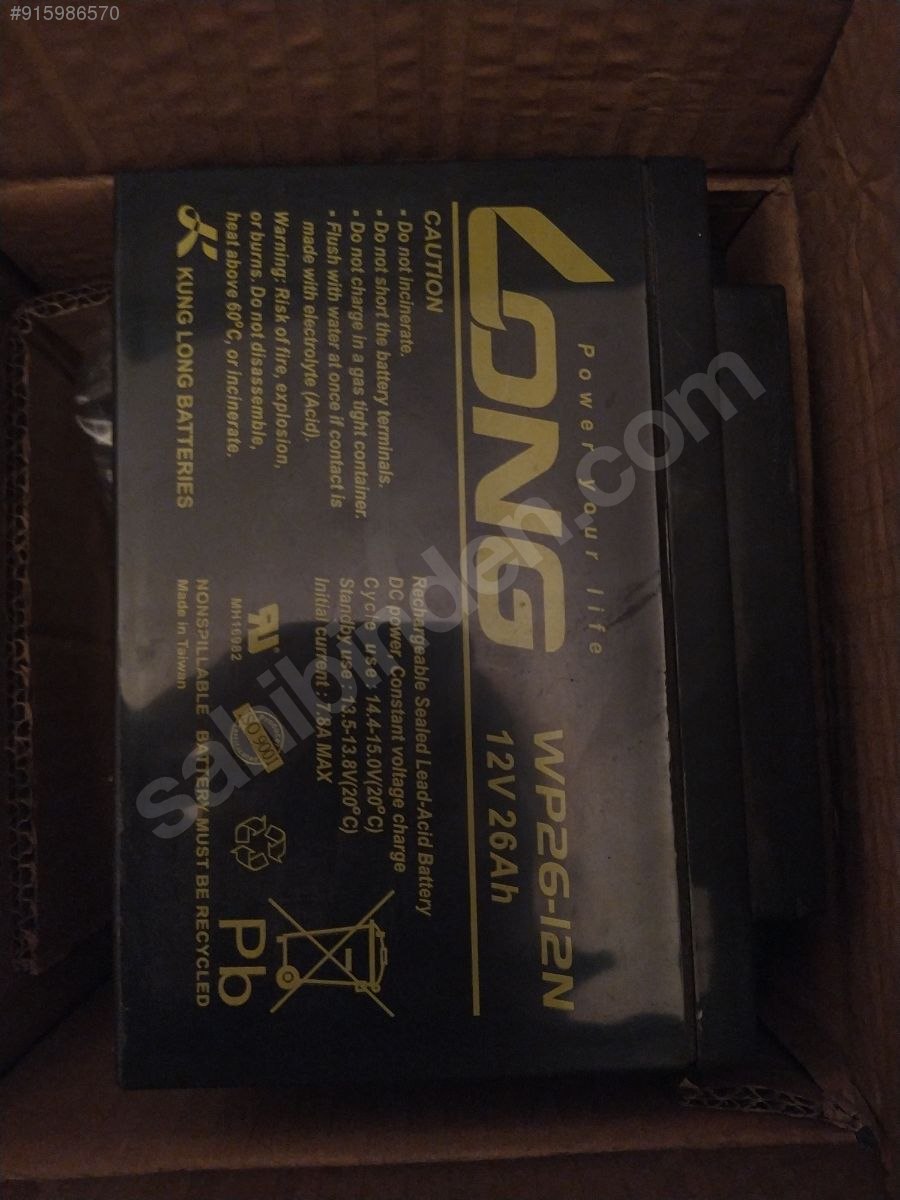 #915986570
Power your life
LONG
WP26-12N
12V 26Ah
CAUTION
▪ Do not incinerate.
▪ Do not short the battery terminals.
▪ Do not charge in a gas tight container.
▪ Flush with water at once if contact is
made with electrolyte (Acid).
Warning: Risk of fire, explosion,
or burns. Do not disassemble,
heat above 60°C, or incinerate.
KUNG LONG BATTERIES
Rechargeable Sealed Lead-Acid Battery
DC power, Constant voltage charge
Cycle use : 14.4-15.0V(20°C)
Standby use : 13.5-13.8V(20°C)
Initial current : 7.8A MAX
MH16982
ISO 9001
Pb
NONSPILLABLE BATTERY MUST BE RECYCLED
Made in Taiwan
sahibinden.com